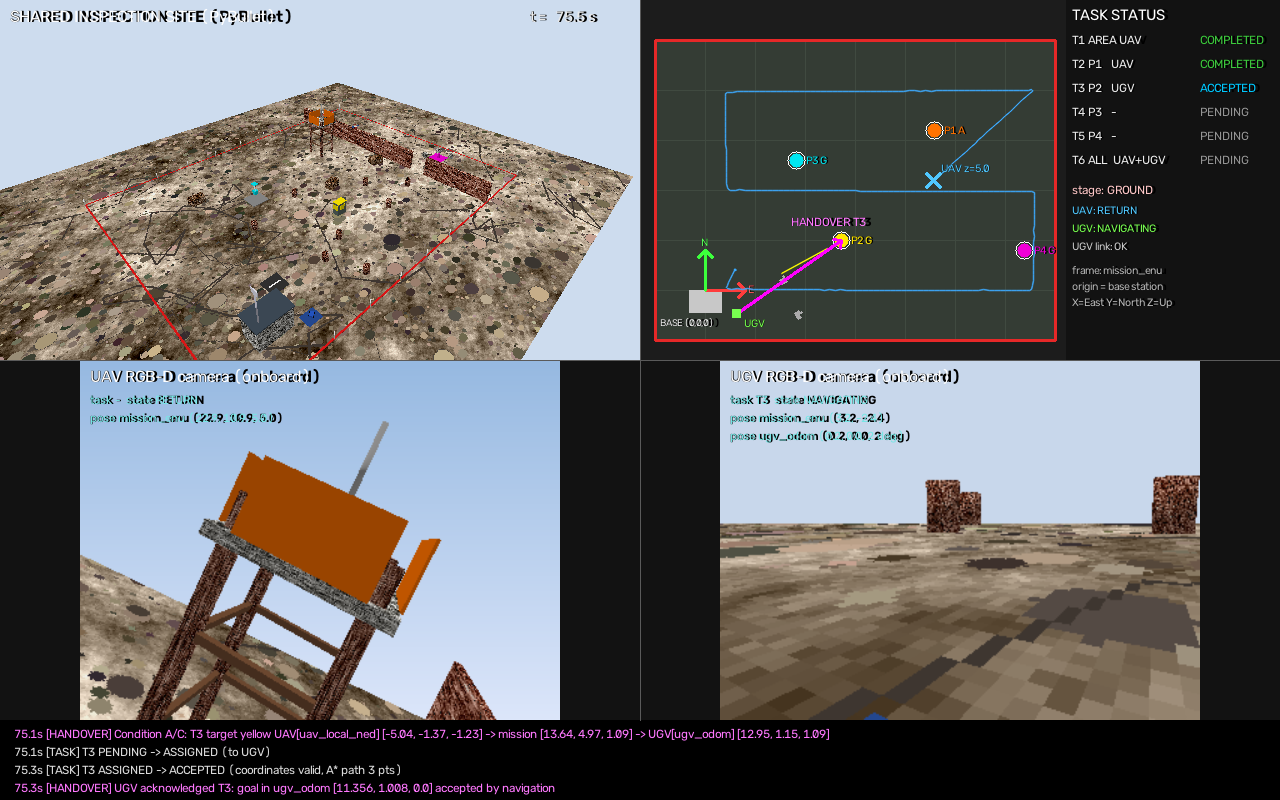 SHARED INSPECTION SITE (PyBullet)
t= 75.5 s
P1 A
P3 G
UAV z=5.0
HANDOVER T3
P2 G
P4 G
N
E
BASE (0,0,0)
UGV
TASK STATUS
T1 AREA UAV COMPLETED
T2 P1 UAV COMPLETED
T3 P2 UGV ACCEPTED
T4 P3 - PENDING
T5 P4 - PENDING
T6 ALL UAV+UGV PENDING
stage: GROUND
UAV: RETURN
UGV: NAVIGATING
UGV link: OK
frame: mission_enu
origin = base station
X=East Y=North Z=Up
UAV RGB-D camera (onboard)
task - state RETURN
pose mission_enu (22.9, 10.9, 5.0)
UGV RGB-D camera (onboard)
task T3 state NAVIGATING
pose mission_enu (3.2, -2.4)
pose ugv_odom (0.2, 0.0, 2 deg)
75.1s [HANDOVER] Condition A/C: T3 target yellow UAV[uav_local_ned] [-5.04, -1.37, -1.23] -> mission [13.64, 4.97, 1.09] -> UGV[ugv_odom] [12.95, 1.15, 1.09]
75.1s [TASK] T3 PENDING -> ASSIGNED (to UGV)
75.3s [TASK] T3 ASSIGNED -> ACCEPTED (coordinates valid, A* path 3 pts)
75.3s [HANDOVER] UGV acknowledged T3: goal in ugv_odom [11.356, 1.008, 0.0] accepted by navigation